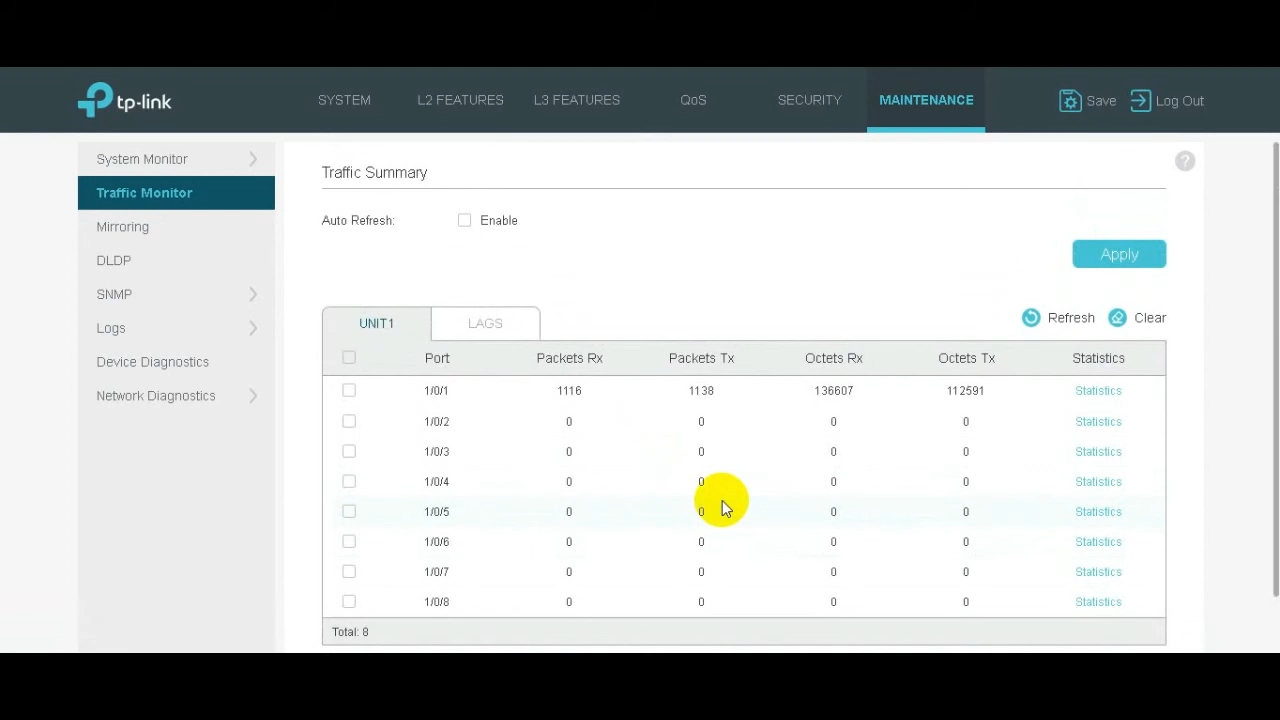 tp-link
SYSTEM L2 FEATURES L3 FEATURES QoS SECURITY MAINTENANCE Save Log Out
System Monitor
Traffic Monitor
Mirroring
DLDP
SNMP
Logs
Device Diagnostics
Network Diagnostics
Traffic Summary ?
Auto Refresh: Enable
Apply
UNIT1 LAGS Refresh Clear
Port Packets Rx Packets Tx Octets Rx Octets Tx Statistics
1/0/1 1116 1138 136607 112591 Statistics
1/0/2 0 0 0 0 Statistics
1/0/3 0 0 0 0 Statistics
1/0/4 0 0 0 0 Statistics
1/0/5 0 0 0 0 Statistics
1/0/6 0 0 0 0 Statistics
1/0/7 0 0 0 0 Statistics
1/0/8 0 0 0 0 Statistics
Total: 8